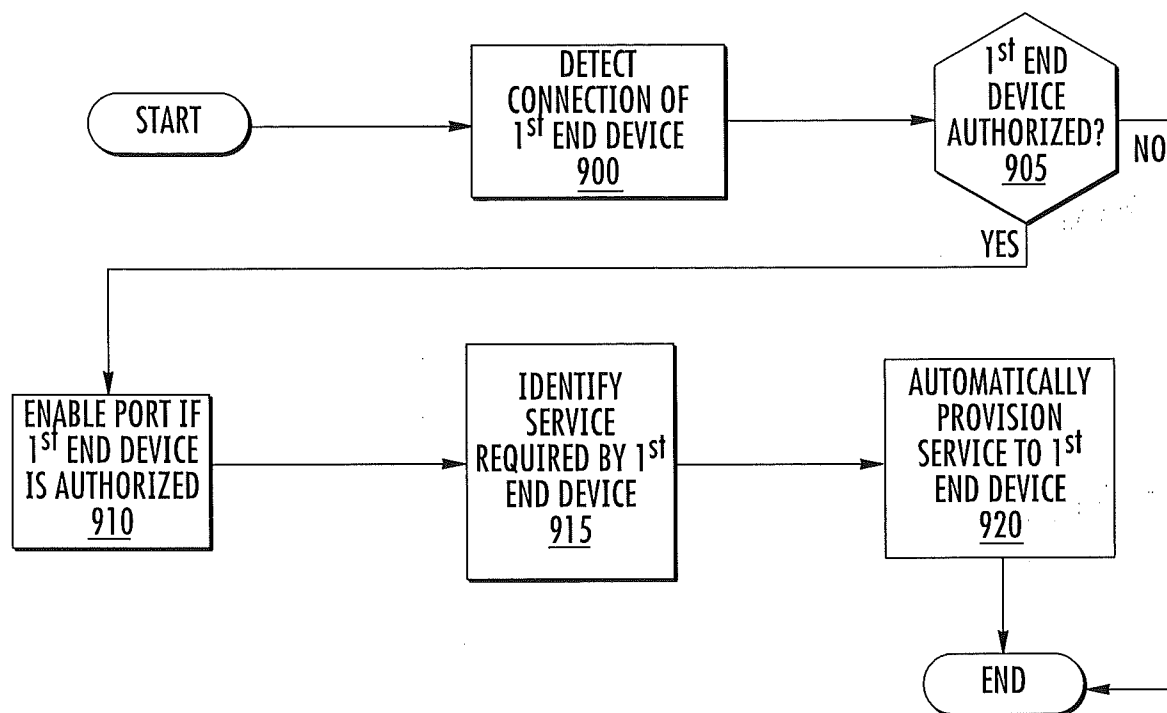 START
DETECT
CONNECTION OF
1st END DEVICE
900
1st END
DEVICE
AUTHORIZED?
905
NO
YES
ENABLE PORT IF
1st END DEVICE
IS AUTHORIZED
910
IDENTIFY
SERVICE
REQUIRED BY 1st
END DEVICE
915
AUTOMATICALLY
PROVISION
SERVICE TO 1st
END DEVICE
920
END